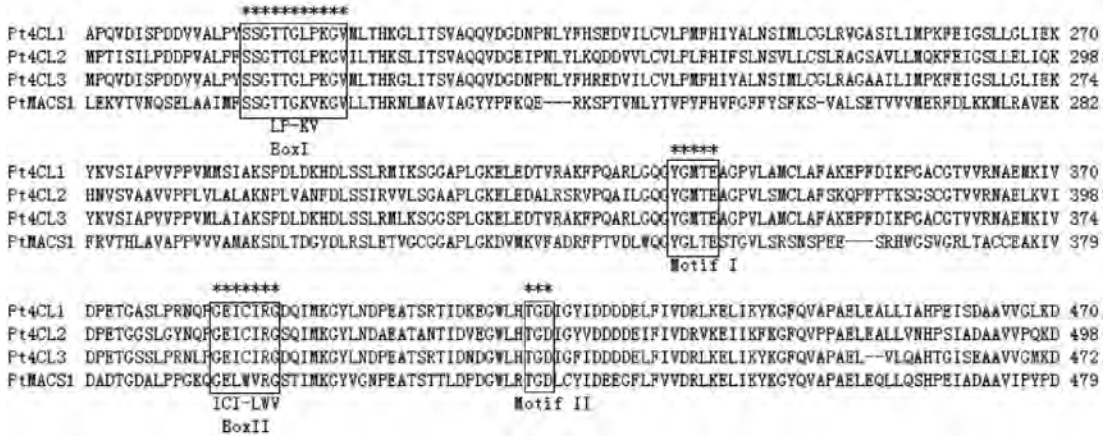 ***********
Pt4CL1 APQVDISPDDVVALPYSSGTTGLPKGVMLTHKGLITSVAQQVDGDNPNLYFHSEDVILCVLPMFHIYALNSIMLCGLRVGASILIMPKFEIGSLLGLIEK 270
Pt4CL2 MPTISILPDDPVALPFSSGTTGLPKGVILTHKSLITSVAQQVDGEIPNLYLKQDDVVLCVLPLFHIFSLNSVLLCSLRAGSAVLLMQKFEIGSLLELIQK 298
Pt4CL3 MPQVDISPDDVVALPYSSGTTGLPKGVMLTHRGLITSVAQQVDGDNPNLYFHREDVILCVLPMFHIYALNSIMLCGLRAGAAILIMPKFEIGSLLGLIEK 274
PtMACS1 LEKVTVNQSELAAIMFSSGTTGKVKGVLLTHRNLMAVIAGYYPFKQE---RKSPTVMLYTVPYFHVFGFFYSFKS-VALSETVVVMERFDLKKMLRAVEK 282
LP-KV
BoxI
*****
Pt4CL1 YKVSIAPVVPPVMMSIAKSPDLDKHDLSSLRMIKSGGAPLGKELEDTVRAKFPQARLGQGYGMTEAGPVLAMCLAFAKEPFDIKPGACGTVVRNAEMKIV 370
Pt4CL2 HNVSVAAVVPPLVLALAKNPLVANFDLSSIRVVLSGAAPLGKELEDALRSRVPQAILGQGYGMTEAGPVLSMCLAFSKQPFPTKSGSCGTVVRNAELKVI 398
Pt4CL3 YKVSIAPVVPPVMLAIAKSPDLDKHDLSSLRMLKSGGSPLGKELEDTVRAKFPQARLGQGYGMTEAGPVLAMCLAFAKEPFDIKPGACGTVVRNAEMKIV 374
PtMACS1 FRVTHLAVAPPVVVAMAKSDLTDGYDLRSLETVGCGGAPLGKDVMKVFADRFPTVDLWQGYGLTESTGVLSRSNSPEE---SRHWGSVGRLTACCEAKIV 379
Motif I
******* ***
Pt4CL1 DPETGASLPRNQPGEICIRGDQIMKGYLNDPEATSRTIDKEGWLHTGDIGYIDDDDELFIVDRLKELIKYKGFQVAPAELEALLIAHPEISDAAVVGLKD 470
Pt4CL2 DPETGGSLGYNQPGEICIRGSQIMKGYLNDAEATANTIDVEGWLHTGDIGYVDDDDEIFIVDRVKEIIKFKGFQVPPAELEALLVNHPSIADAAVVPQKD 498
Pt4CL3 DPETGSSLPRNLPGEICIRGDQIMKGYLNDPEATSRTIDNDGWLHTGDIGFIDDDDELFIVDRLKELIKYKGFQVAPAEL--VLQAHTGISEAAVVGMKD 472
PtMACS1 DADTGDALPPGKQGELWVRGSTIMKGYVGNPEATSTTLDPDGWLRTGDLCYIDEEGFLFVVDRLKELIKYKGYQVAPAELEQLLQSHPEIADAAVIPYPD 479
ICI-LWV Motif II
BoxII